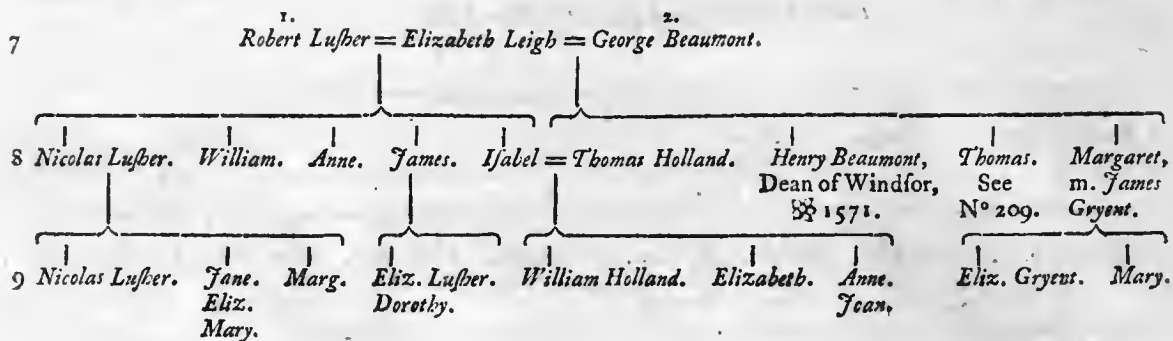 1. 2.
7 Robert Luſher = Elizabeth Leigh = George Beaumont.
8 Nicolas Luſher. William. Anne. James. Iſabel = Thomas Holland. Henry Beaumont, Thomas. Margaret,
Dean of Windſor, See m. James
1571. Nº 209. Gryent.
9 Nicolas Luſher. Jane. Marg. Eliz. Luſher. William Holland. Elizabeth. Anne. Eliz. Gryent. Mary.
Eliz. Dorothy. Jean.
Mary.